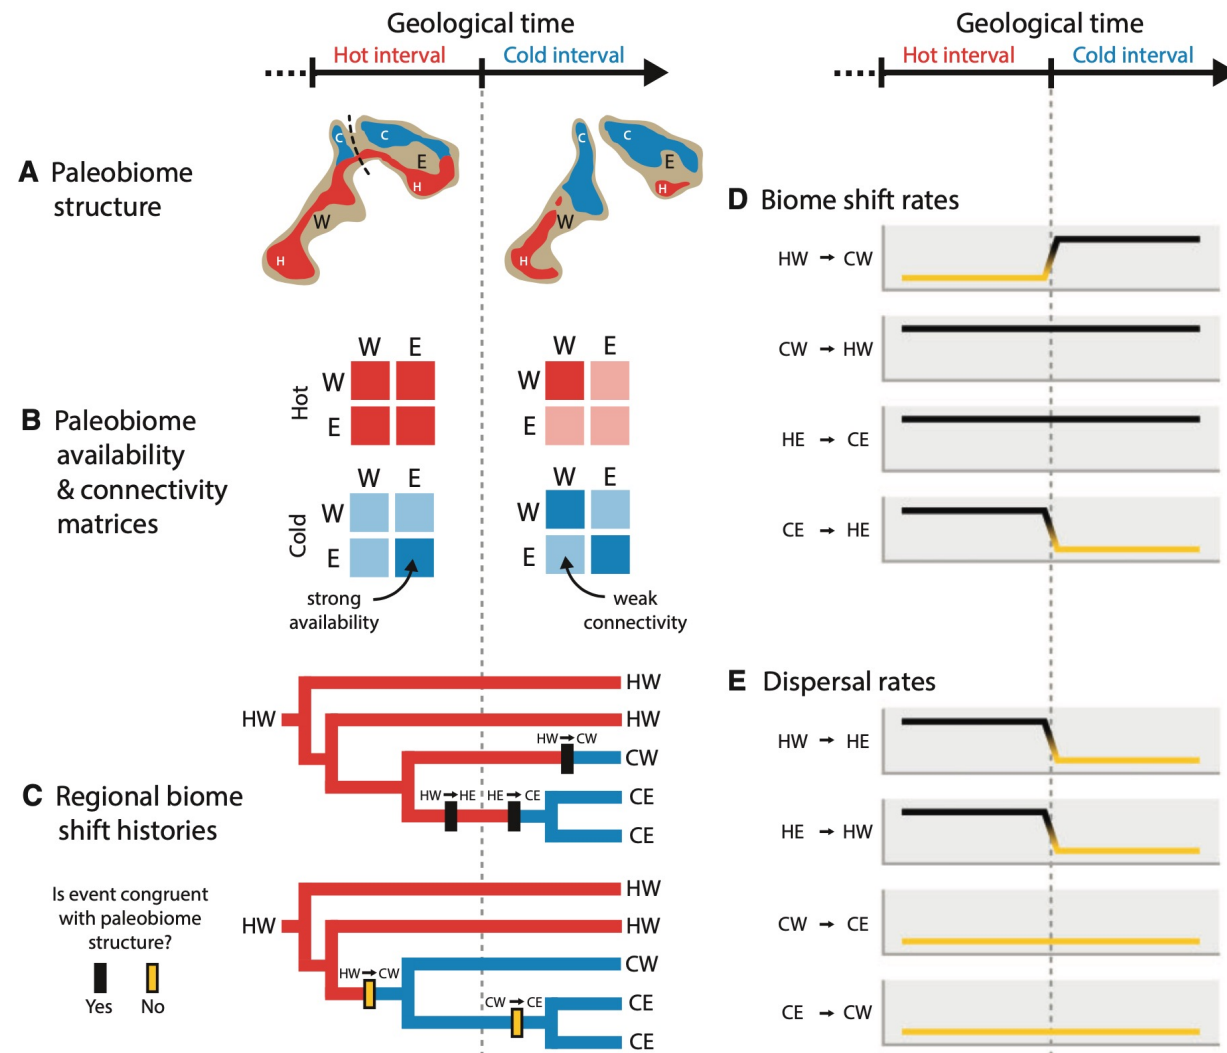 Geological time
Hot interval
Cold interval
A Paleobiome
structure
C
C
E
H
W
H
C
C
E
H
W
H
B Paleobiome
availability
& connectivity
matrices
W E
Hot
W
E
W E
W
E
W E
Cold
W
E
W E
W
E
strong
availability
weak
connectivity
C Regional biome
shift histories
HW
HW
HW
HW → CW
CW
HW → HE HE → CE
CE
CE
Is event congruent
with paleobiome
structure?
Yes No
HW
HW
HW
HW → CW
CW
CW → CE
CE
CE
Geological time
Hot interval
Cold interval
D Biome shift rates
HW → CW
CW → HW
HE → CE
CE → HE
E Dispersal rates
HW → HE
HE → HW
CW → CE
CE → CW